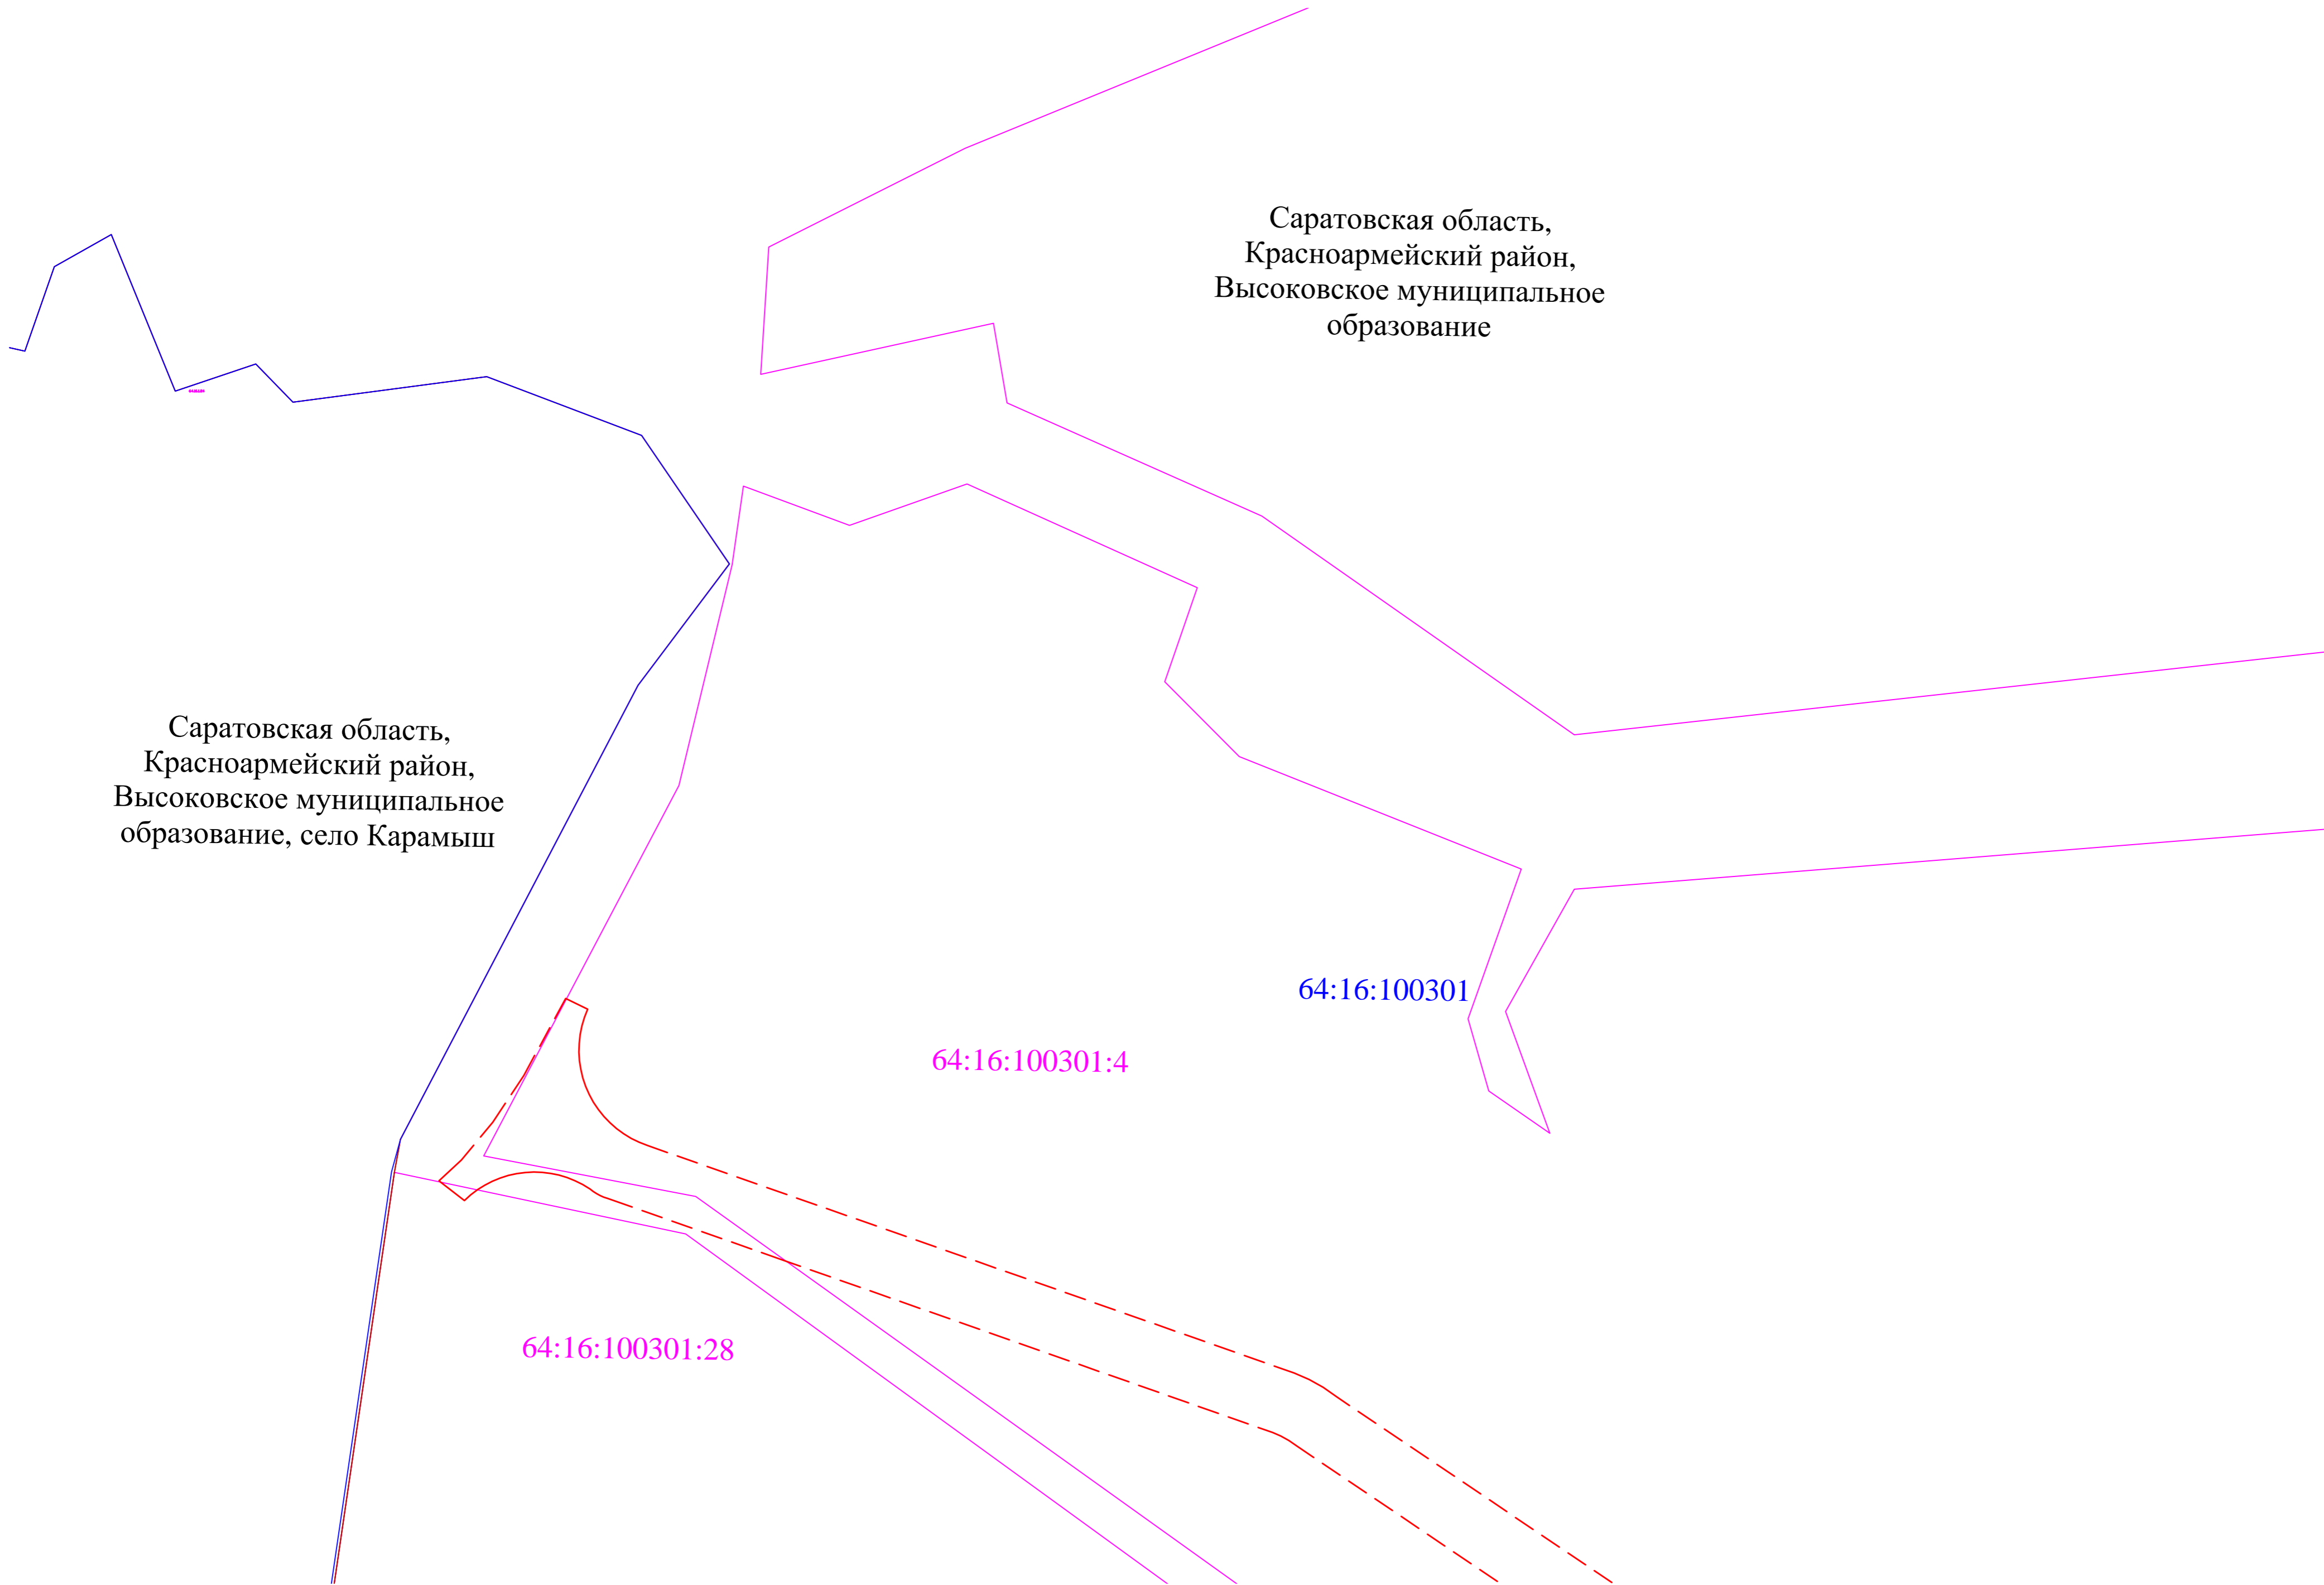 Саратовская область,
Красноармейский район,
Высоковское муниципальное
образование
Саратовская область,
Красноармейский район,
Высоковское муниципальное
образование, село Карамыш
64:16:100301
64:16:100301:4
64:16:100301:28